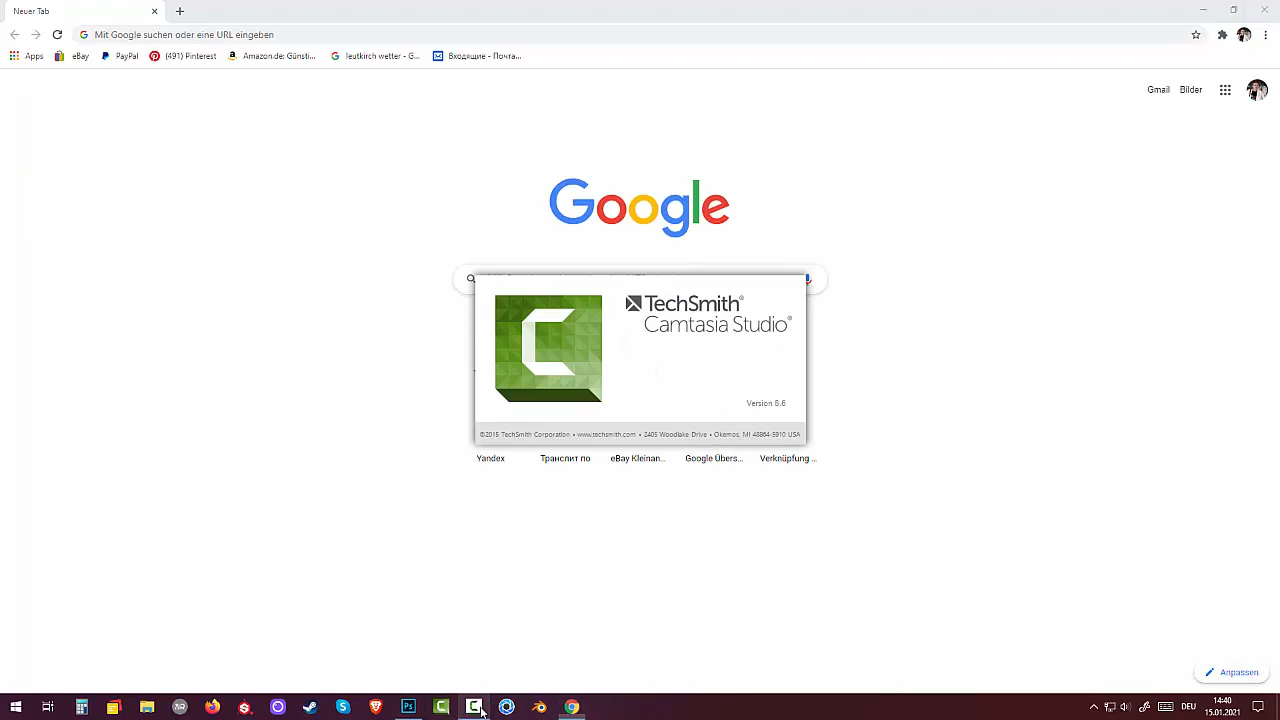 Neuer Tab
Mit Google suchen oder eine URL eingeben
Apps
eBay
PayPal
(491) Pinterest
Amazon.de: Günsti...
leutkirch wetter - G...
Входящие - Почта...
Gmail
Bilder
Google
TechSmith®
Camtasia Studio®
Version 8.6
©2015 TechSmith Corporation • www.techsmith.com • 2405 Woodlake Drive • Okemos, MI 48864-5910 USA
Yandex
Транслит по
eBay Kleinan...
Google Übers...
Verknüpfung ...
Anpassen
Ps
DEU
14:40
15.01.2021